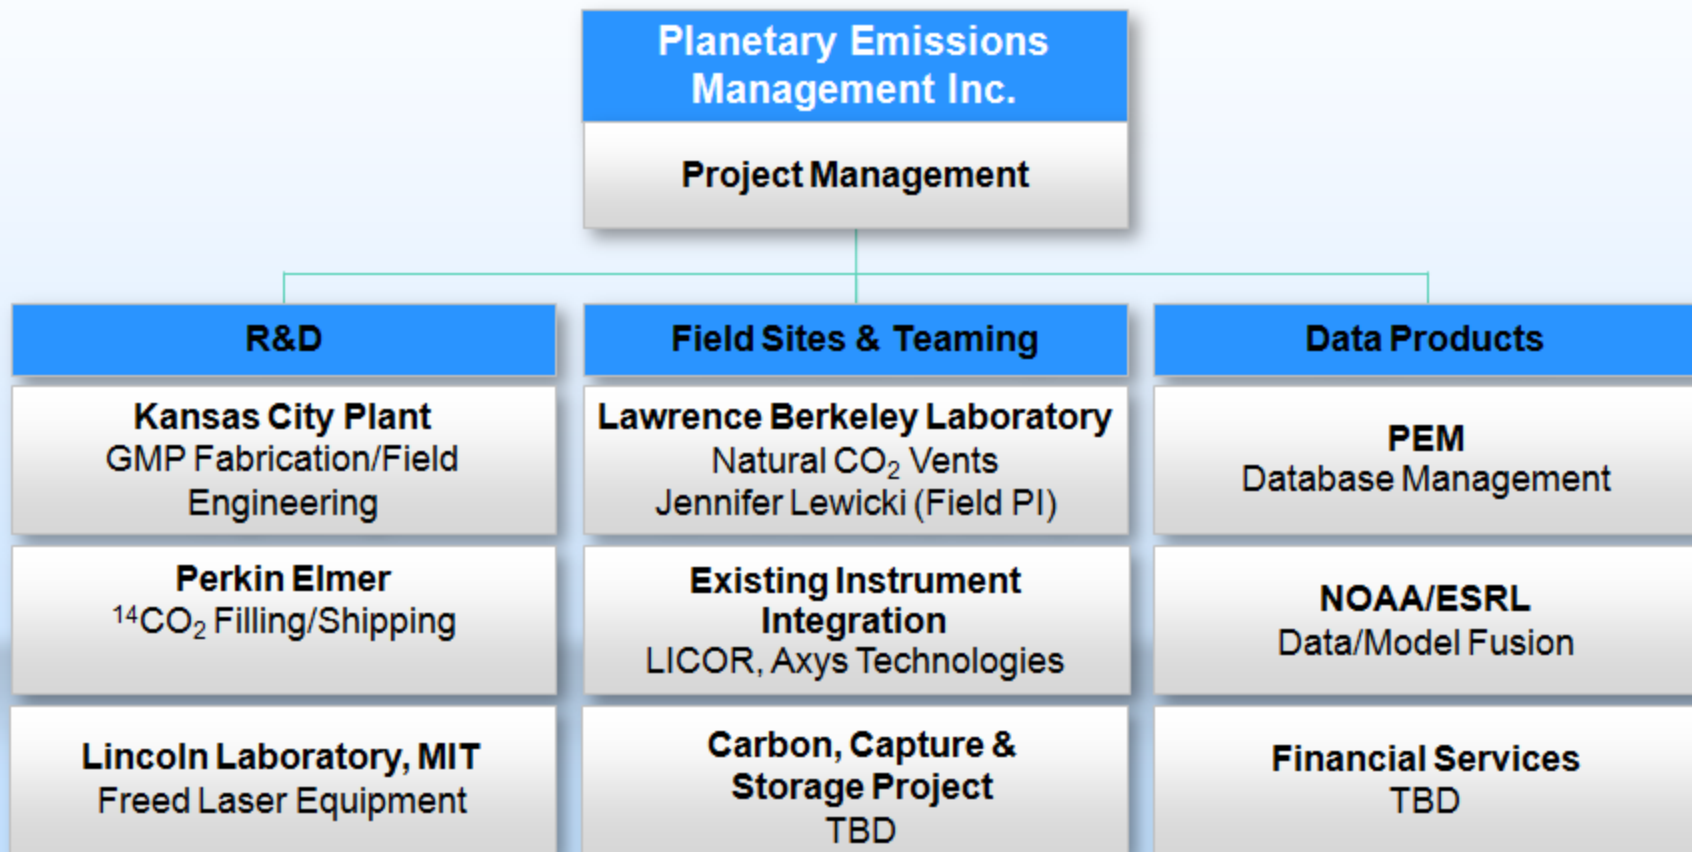 Planetary Emissions
Management Inc.
Project Management
R&D
Kansas City Plant
GMP Fabrication/Field
Engineering
Perkin Elmer
¹⁴CO₂ Filling/Shipping
Lincoln Laboratory, MIT
Freed Laser Equipment
Field Sites & Teaming
Lawrence Berkeley Laboratory
Natural CO₂ Vents
Jennifer Lewicki (Field PI)
Existing Instrument
Integration
LICOR, Axys Technologies
Carbon, Capture &
Storage Project
TBD
Data Products
PEM
Database Management
NOAA/ESRL
Data/Model Fusion
Financial Services
TBD